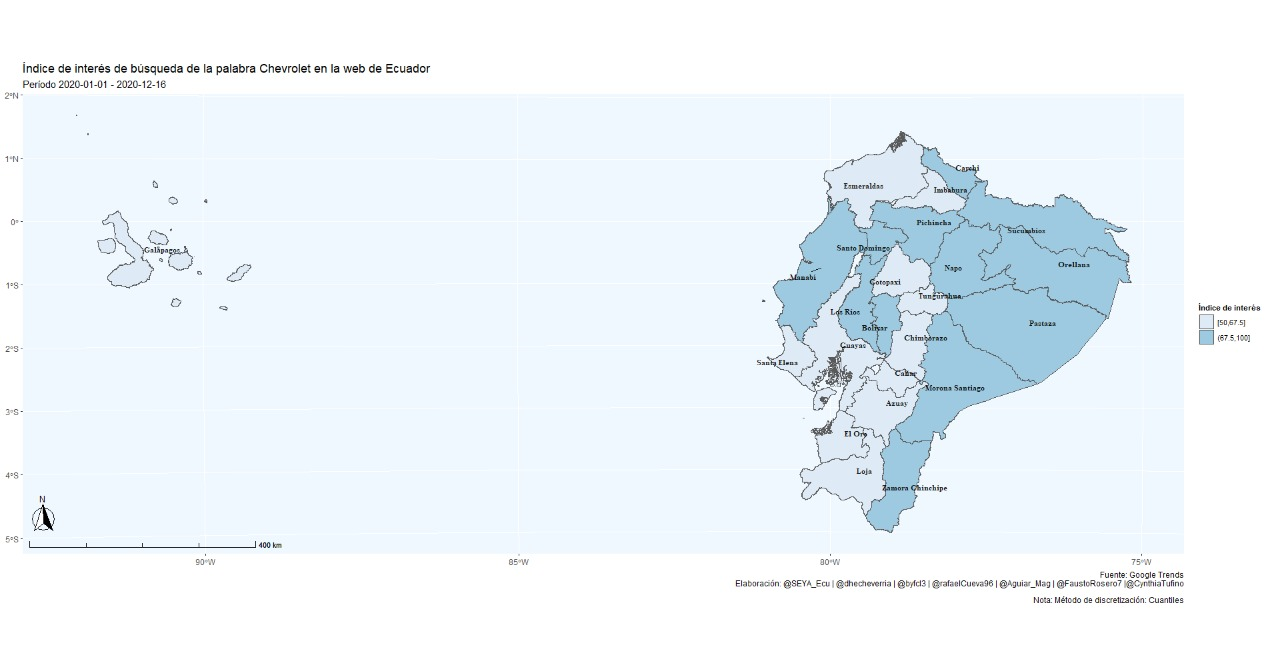 Índice de interés de búsqueda de la palabra Chevrolet en la web de Ecuador
Período 2020-01-01 - 2020-12-16
2°N
1°N
0°
1°S
2°S
3°S
4°S
5°S
Carchi
Esmeraldas
Imbabura
Pichincha
Sucumbíos
Santo Domingo
Galápagos
Orellana
Napo
Manabí
Cotopaxi
Tungurahua
Los Ríos
Pastaza
Bolívar
Chimborazo
Guayas
Santa Elena
Cañar
Morona Santiago
Azuay
El Oro
Loja
Zamora Chinchipe
Índice de interés
[50,67.5]
(67.5,100]
N
400 km
90°W
85°W
80°W
75°W
Fuente: Google Trends
Elaboración: @SEYA_Ecu | @dhecheverria | @byfcl3 | @rafaelCueva96 | @Aguiar_Mag | @FaustoRosero7 |@CynthiaTufino
Nota: Método de discretización: Cuantiles